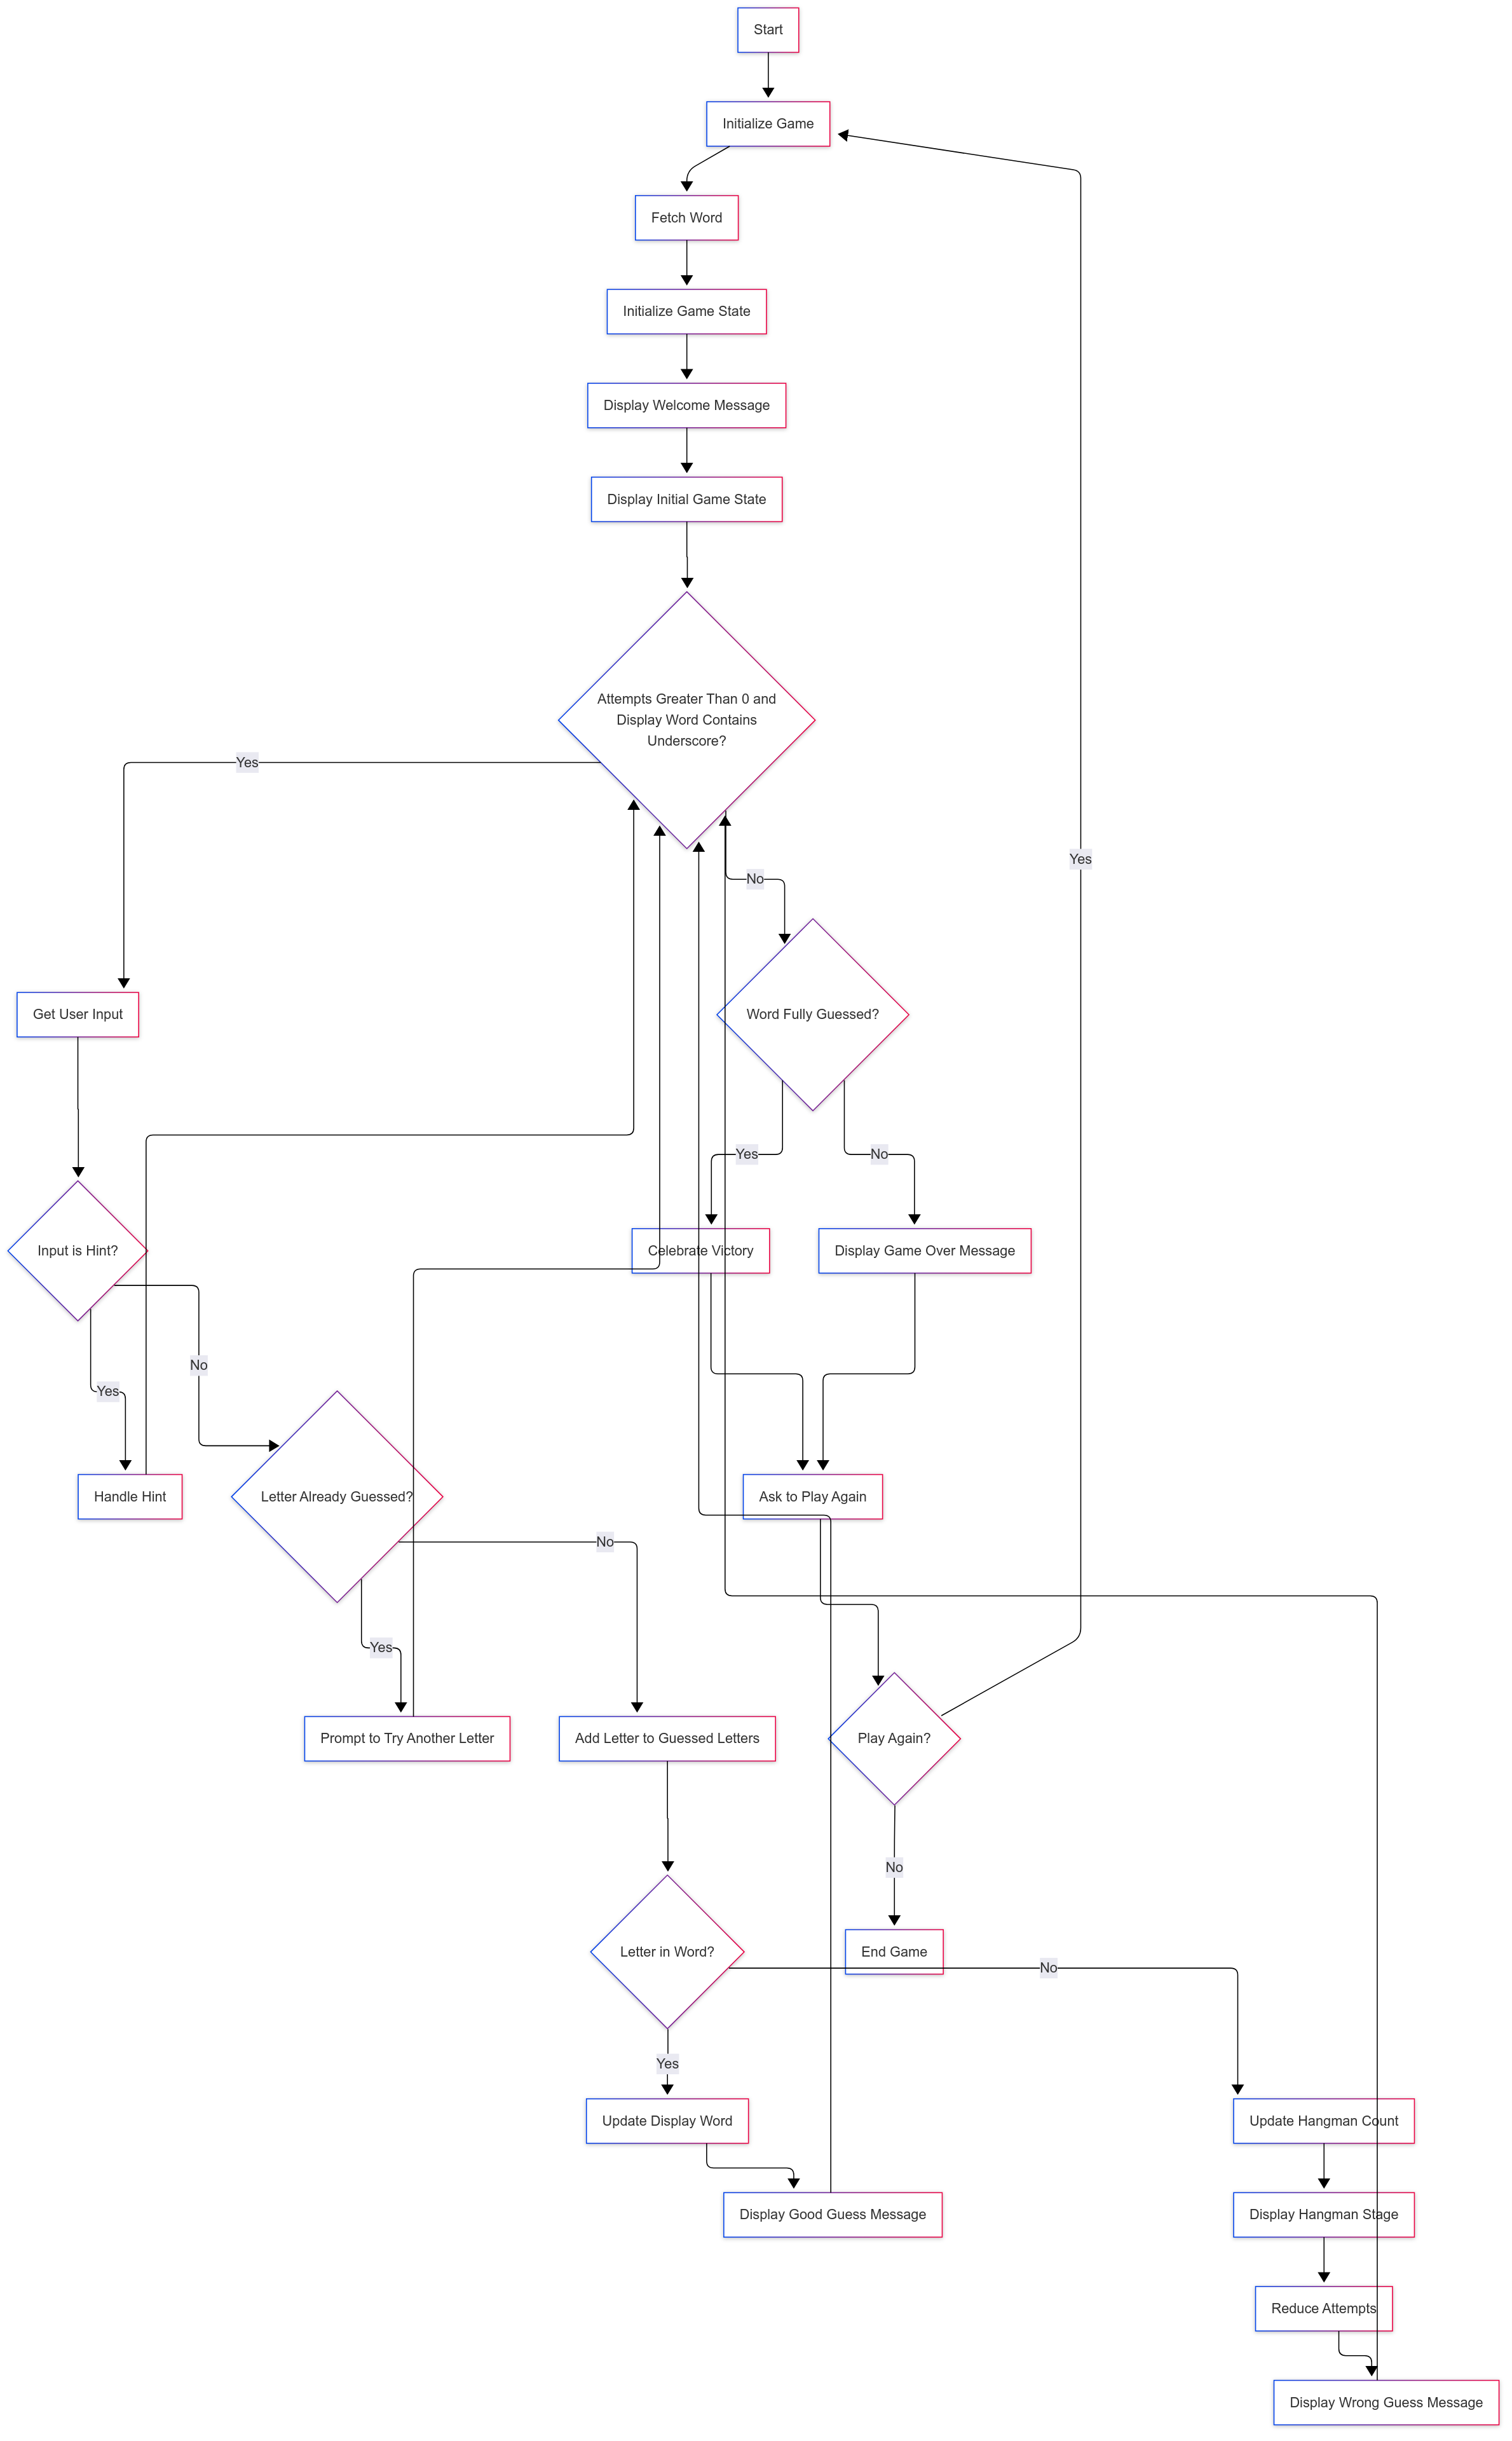 Start
Initialize Game
Fetch Word
Initialize Game State
Display Welcome Message
Display Initial Game State
Attempts Greater Than 0 and
Display Word Contains
Underscore?
Yes
Yes
No
Get User Input
Word Fully Guessed?
Yes
No
Input is Hint?
Celebrate Victory
Display Game Over Message
No
Yes
Handle Hint
Letter Already Guessed?
Ask to Play Again
No
Yes
Prompt to Try Another Letter
Add Letter to Guessed Letters
Play Again?
No
Letter in Word?
End Game
No
Yes
Update Display Word
Update Hangman Count
Display Good Guess Message
Display Hangman Stage
Reduce Attempts
Display Wrong Guess Message